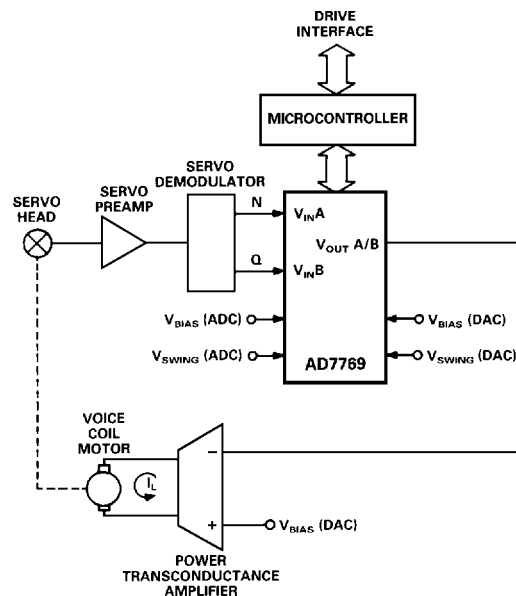 DRIVE
INTERFACE
MICROCONTROLLER
SERVO
DEMODULATOR
SERVO
PREAMP
SERVO
HEAD
N
Q
VINA
VINB
VOUT A/B
VBIAS (ADC)
VSWING (ADC)
VBIAS (DAC)
VSWING (DAC)
AD7769
VOICE
COIL
MOTOR
IL
−
+
VBIAS (DAC)
POWER
TRANSCONDUCTANCE
AMPLIFIER